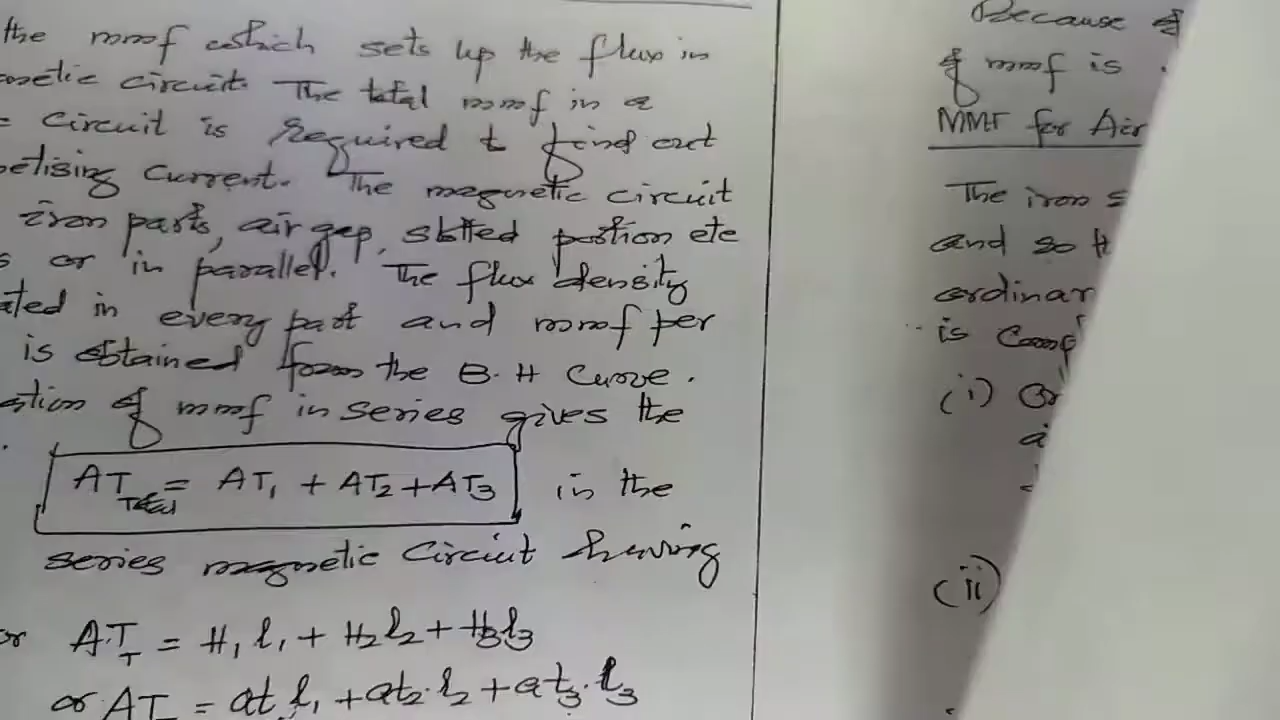 the mmf which sets up the flux in
netic circuit. The total mmf in a
circuit is required to find out
netising current. The magnetic circuit
iron parts, air gap, slotted portion etc
s or in parallel. The flux density
ated in every part and mmf per
is obtained from the B-H Curve.
ation of mmf in series gives the
AT Total = AT1 + AT2 + AT3 in the
series magnetic Circuit having
or AT_T = H1 l1 + H2 l2 + H3 l3
or AT = at1 l1 + at2. l2 + at3. l3
Because of
of mmf is
MMF for Air
The iron s
and so t
ordinar
is Comp
(i) Or
a
(ii)